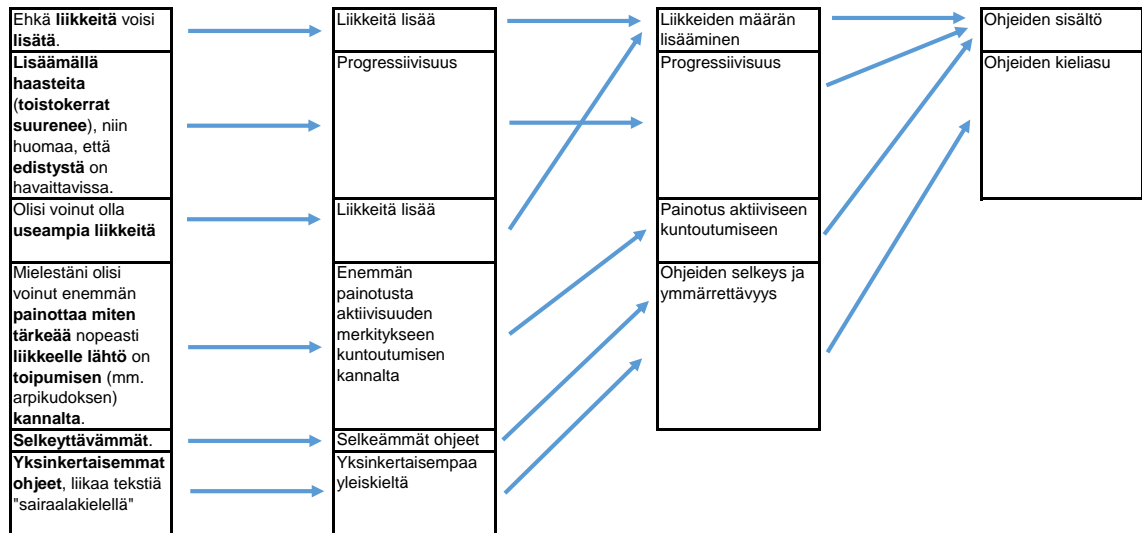 Ehkä liikkeitä voisi
lisätä.
Lisäämällä
haasteita
(toistokerrat
suurenee), niin
huomaa, että
edistystä on
havaittavissa.
Olisi voinut olla
useampia liikkeitä
Mielestäni olisi
voinut enemmän
painottaa miten
tärkeää nopeasti
liikkeelle lähtö on
toipumisen (mm.
arpikudoksen)
kannalta.
Selkeyttävämmät.
Yksinkertaisemmat
ohjeet, liikaa tekstiä
"sairaalakielellä"
Liikkeitä lisää
Progressiivisuus
Liikkeitä lisää
Enemmän
painotusta
aktiivisuuden
merkitykseen
kuntoutumisen
kannalta
Selkeämmät ohjeet
Yksinkertaisempaa
yleiskieltä
Liikkeiden määrän
lisääminen
Progressiivisuus
Painotus aktiiviseen
kuntoutumiseen
Ohjeiden selkeys ja
ymmärrettävyys
Ohjeiden sisältö
Ohjeiden kieliasu